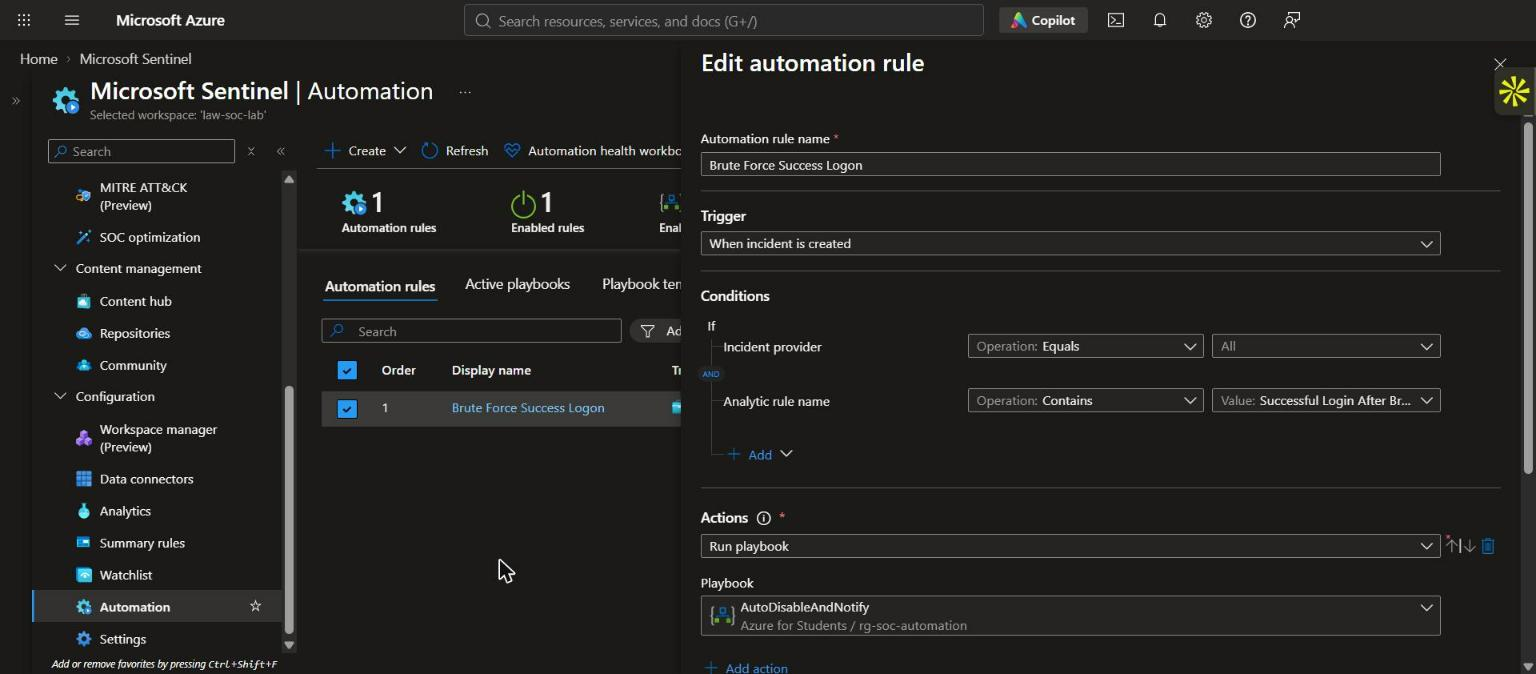 Microsoft Azure
Search resources, services, and docs (G+/)
Copilot
Home > Microsoft Sentinel
Microsoft Sentinel | Automation
...
Selected workspace: 'law-soc-lab'
Search
MITRE ATT&CK
(Preview)
SOC optimization
Content management
Content hub
Repositories
Community
Configuration
Workspace manager
(Preview)
Data connectors
Analytics
Summary rules
Watchlist
Automation
Settings
Add or remove favorites by pressing Ctrl+Shift+F
Create
Refresh
Automation health workbo
1
Automation rules
1
Enabled rules
Enal
Automation rules
Active playbooks
Playbook ten
Search
Ad
Order
Display name
Tr
1
Brute Force Success Logon
Edit automation rule
Automation rule name *
Brute Force Success Logon
Trigger
When incident is created
Conditions
If
Incident provider
Operation: Equals
All
AND
Analytic rule name
Operation: Contains
Value: Successful Login After Br...
+ Add
Actions *
Run playbook
Playbook
AutoDisableAndNotify
Azure for Students / rg-soc-automation
+ Add action